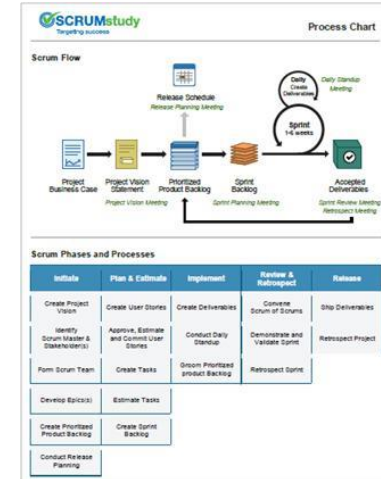 SCRUMstudy
Targeting success
Process Chart
Scrum Flow
Release Schedule
Release Planning Meeting
Daily
Create
Deliverables
Daily Standup
Meeting
Sprint
1-6 weeks
Project
Business Case
Project Vision
Statement
Prioritized
Product Backlog
Sprint
Backlog
Accepted
Deliverables
Project Vision Meeting
Sprint Planning Meeting
Sprint Review Meeting
Retrospect Meeting
Scrum Phases and Processes
Initiate
Plan & Estimate
Implement
Review &
Retrospect
Release
Create Project
Vision
Create User Stories
Create Deliverables
Convene
Scrum of Scrums
Ship Deliverables
Identify
Scrum Master &
Stakeholder(s)
Approve, Estimate
and Commit User
Stories
Conduct Daily
Standup
Demonstrate and
Validate Sprint
Retrospect Project
Form Scrum Team
Create Tasks
Groom Prioritized
product Backlog
Retrospect Sprint
Develop Epic(s)
Estimate Tasks
Create Prioritized
Product Backlog
Create Sprint
Backlog
Conduct Release
Planning